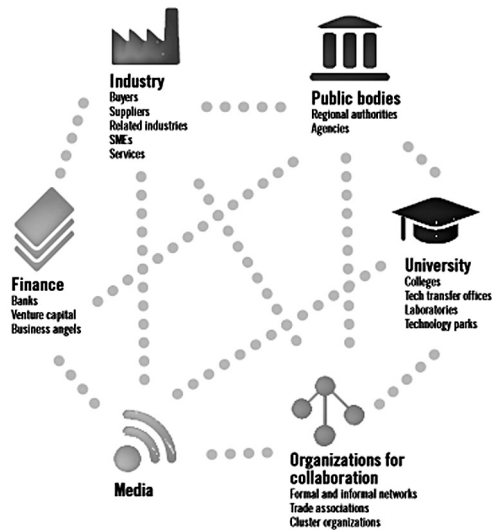 Industry
Buyers
Suppliers
Related industries
SMEs
Services
Public bodies
Regional authorities
Agencies
Finance
Banks
Venture capital
Business angels
University
Colleges
Tech transfer offices
Laboratories
Technology parks
Media
Organizations for
collaboration
Formal and informal networks
Trade associations
Cluster organizations